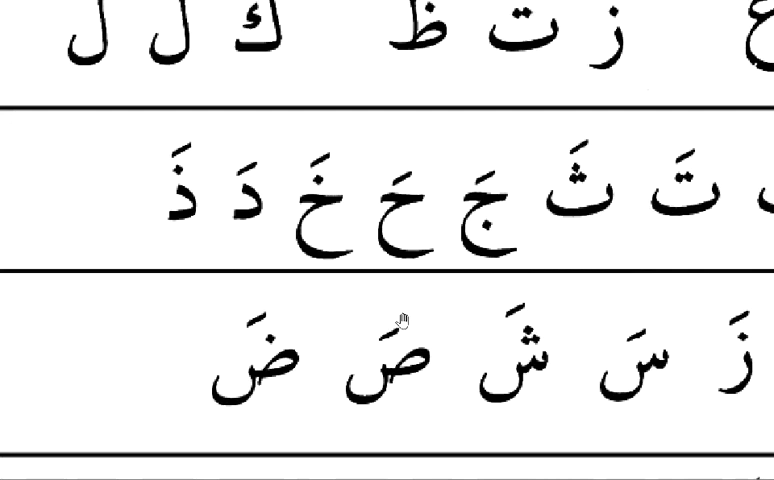 ز ت ظ ك ل ل
تَ ثَ جَ حَ خَ دَ ذَ
زَ سَ شَ صَ ضَ